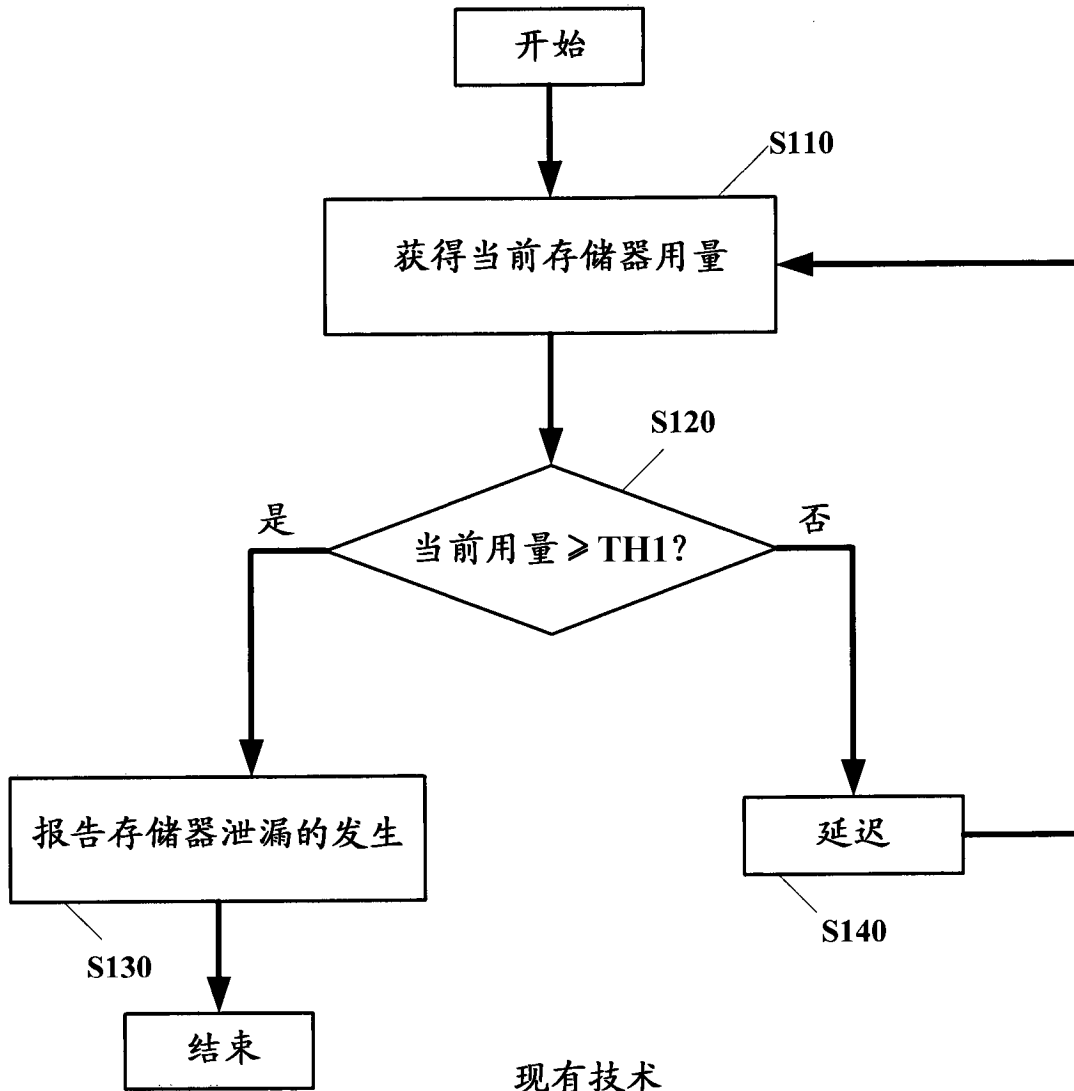 开始
S110
获得当前存储器用量
S120
是
否
当前用量≥TH1?
报告存储器泄漏的发生
延迟
S130
S140
结束
现有技术